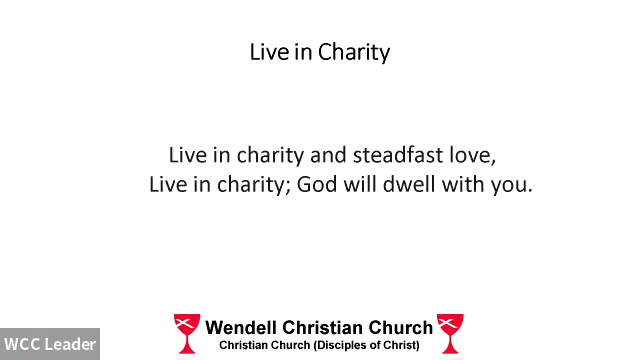 Live in Charity
Live in charity and steadfast love,
Live in charity; God will dwell with you.
Wendell Christian Church
Christian Church (Disciples of Christ)
WCC Leader